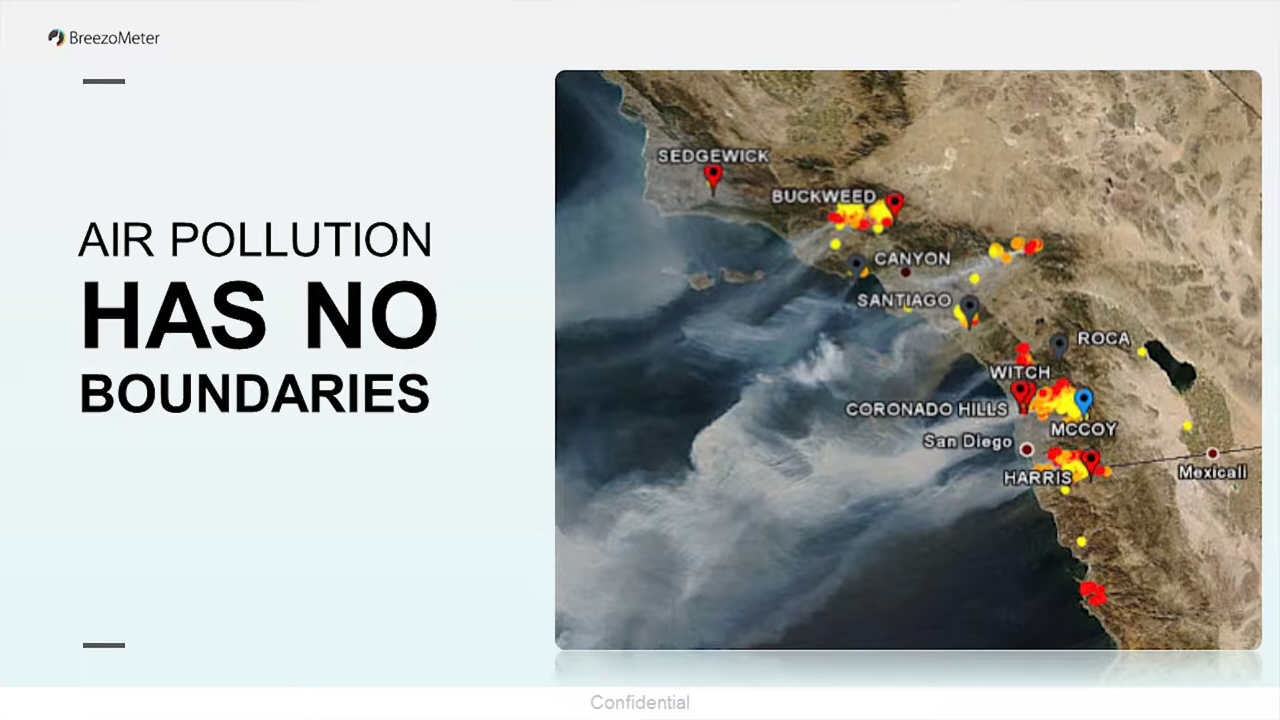 BreezoMeter
AIR POLLUTION
HAS NO
BOUNDARIES
SEDGEWICK
BUCKWEED
CANYON
SANTIAGO
ROCA
WITCH
CORONADO HILLS
MCCOY
San Diego
HARRIS
Mexicali
Confidential